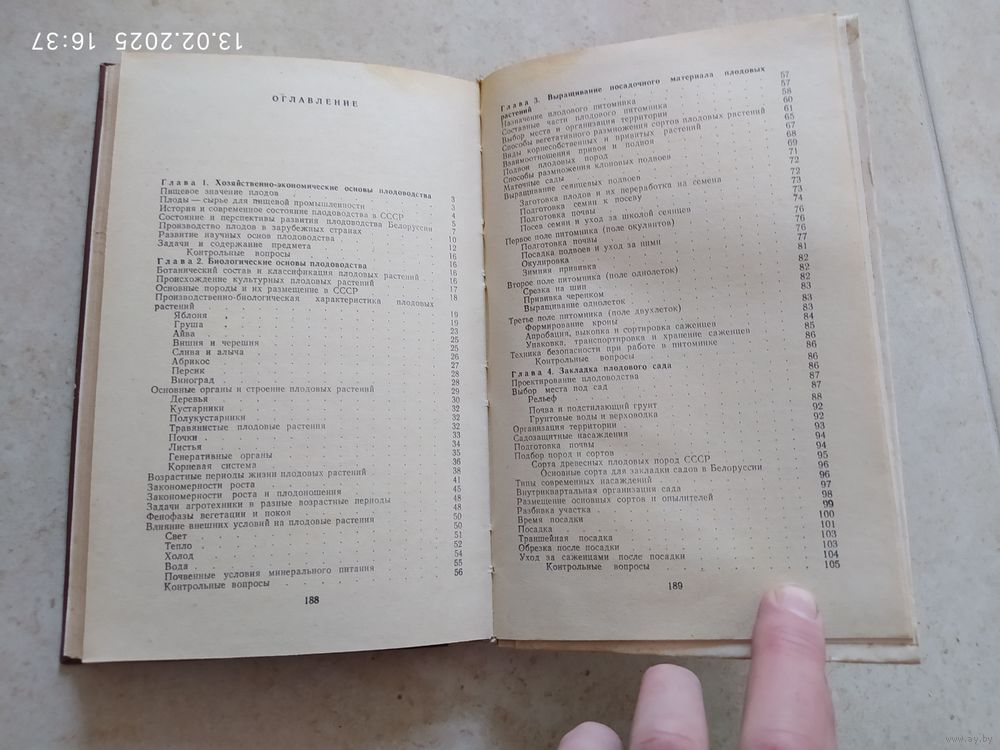 13.02.2025 16:37
ОГЛАВЛЕНИЕ
Глава 1. Хозяйственно-экономические основы плодоводства 3
Пищевое значение плодов 3
Плоды — сырье для пищевой промышленности 4
История и современное состояние плодоводства в СССР 5
Состояние и перспективы развития плодоводства Белоруссии 7
Производство плодов в зарубежных странах 10
Развитие научных основ плодоводства 12
Задачи и содержание предмета 16
Контрольные вопросы 16
Глава 2. Биологические основы плодоводства 16
Ботанический состав и классификация плодовых растений 16
Происхождение культурных плодовых растений 17
Основные породы и их размещение в СССР 18
Производственно-биологическая характеристика плодовых
растений 19
Яблоня 19
Груша 23
Айва 25
Вишня и черешня 25
Слива и алыча 26
Абрикос 27
Персик 28
Виноград 28
Основные органы и строение плодовых растений 29
Деревья 30
Кустарники 32
Полукустарники 32
Травянистые плодовые растения 32
Почки 33
Листья 34
Генеративные органы 35
Корневая система 36
Возрастные периоды жизни плодовых растений 38
Закономерности роста 41
Закономерности роста и плодоношения 45
Задачи агротехники в разные возрастные периоды 48
Фенофазы вегетации и покоя 48
Влияние внешних условий на плодовые растения 50
Свет 50
Тепло 51
Холод 52
Вода 54
Почвенные условия минерального питания 55
Контрольные вопросы 56
188
Глава 3. Выращивание посадочного материала плодовых
растений 57
Назначение плодового питомника 57
Составные части плодового питомника 58
Выбор места и организация территории 60
Способы вегетативного размножения сортов плодовых растений 61
Виды корнесобственных и привитых растений 65
Взаимоотношения привоя и подвоя 67
Подвои плодовых пород 68
Способы размножения клоновых подвоев 69
Маточные сады 71
Выращивание сеянцевых подвоев 72
Заготовка плодов и их переработка на семена 72
Подготовка семян к посеву 73
Подготовка почвы 73
Посев семян и уход за школой сеянцев 74
Первое поле питомника (поле окулянтов) 76
Подготовка почвы 76
Посадка подвоев и уход за ними 76
Окулировка 77
Зимняя прививка 81
Второе поле питомника (поле однолеток) 82
Срезка на шип 82
Прививка черенком 83
Выращивание однолеток 82
Третье поле питомника (поле двухлеток) 83
Формирование кроны 83
Апробация, выкопка и сортировка саженцев 84
Упаковка, транспортировка и хранение саженцев 85
Техника безопасности при работе в питомнике 86
Контрольные вопросы 86
Глава 4. Закладка плодового сада 86
Проектирование плодоводства 87
Выбор места под сад 87
Рельеф 88
Почва и подстилающий грунт 92
Грунтовые воды и верховодка 92
Организация территории 93
Садозащитные насаждения 94
Подготовка почвы 94
Подбор пород и сортов 95
Сорта древесных плодовых пород СССР 96
Основные сорта для закладки садов в Белоруссии 96
Типы современных насаждений 97
Внутриквартальная организация сада 98
Размещение основных сортов и опылителей 99
Разбивка участка 100
Время посадки 101
Посадка 103
Траншейная посадка 103
Обрезка после посадки 104
Уход за саженцами после посадки 105
Контрольные вопросы
189
www.ay.by